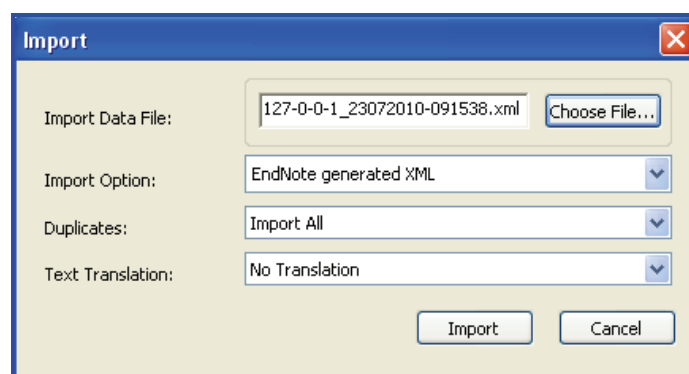 Import
Import Data File: 127-0-0-1_23072010-091538.xml Choose File...
Import Option: EndNote generated XML
Duplicates: Import All
Text Translation: No Translation
Import Cancel